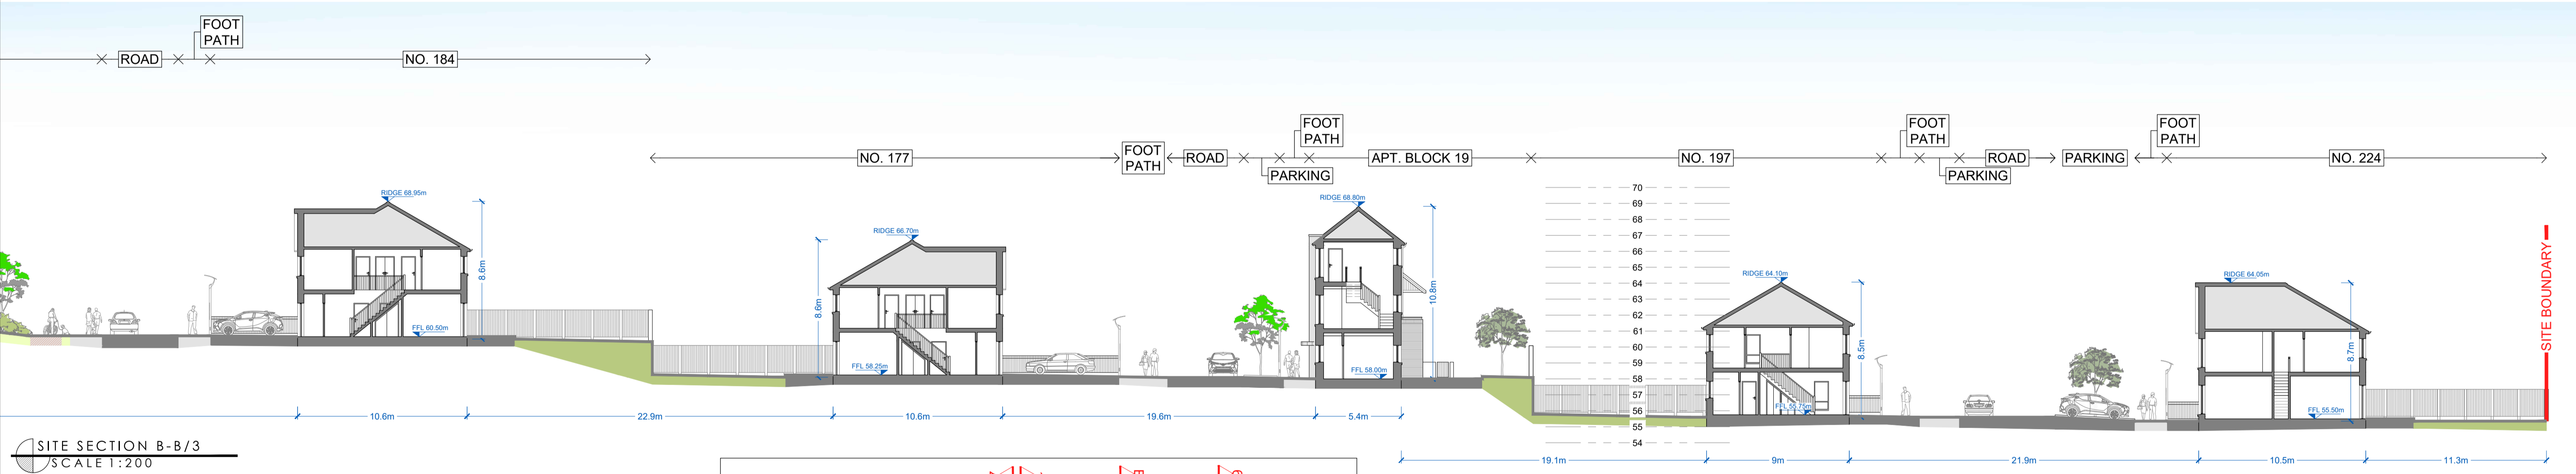 FOOT
PATH
ROAD
NO. 184
FOOT
PATH
FOOT
PATH
FOOT
PATH
NO. 177
FOOT
PATH
ROAD
APT. BLOCK 19
NO. 197
ROAD
PARKING
NO. 224
PARKING
PARKING
RIDGE 68.95m
RIDGE 66.70m
RIDGE 68.80m
RIDGE 64.10m
RIDGE 64.05m
70
69
68
67
66
65
64
63
62
61
60
59
58
57
56
55
54
8.6m
8.6m
10.8m
8.5m
8.7m
SITE BOUNDARY
FFL 60.50m
FFL 58.25m
FFL 58.00m
FFL 55.75m
FFL 55.50m
10.6m
22.9m
10.6m
19.6m
5.4m
19.1m
9m
21.9m
10.5m
11.3m
SITE SECTION B-B/3
SCALE 1:200